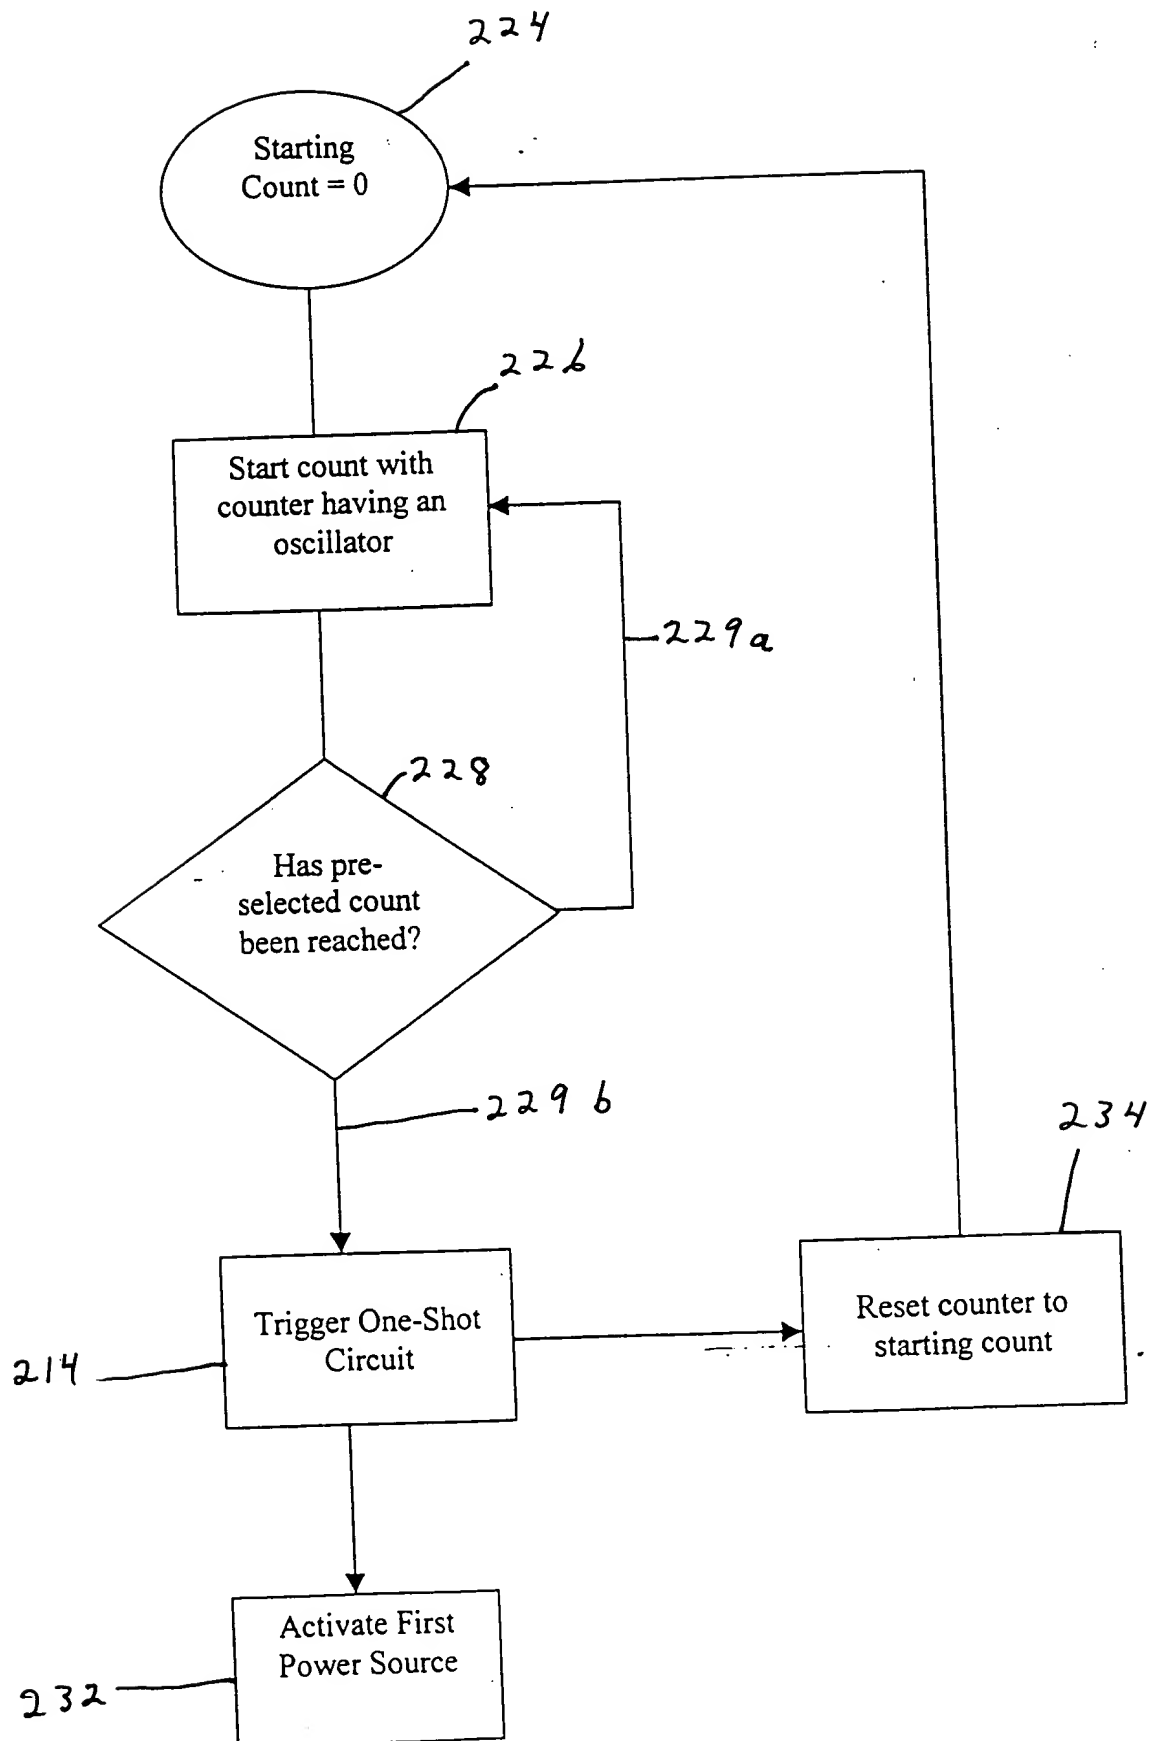 224
Starting
Count = 0
226
Start count with
counter having an
oscillator
229a
228
Has pre-
selected count
been reached?
229b
234
Trigger One-Shot
Circuit
Reset counter to
starting count
214
Activate First
Power Source
232